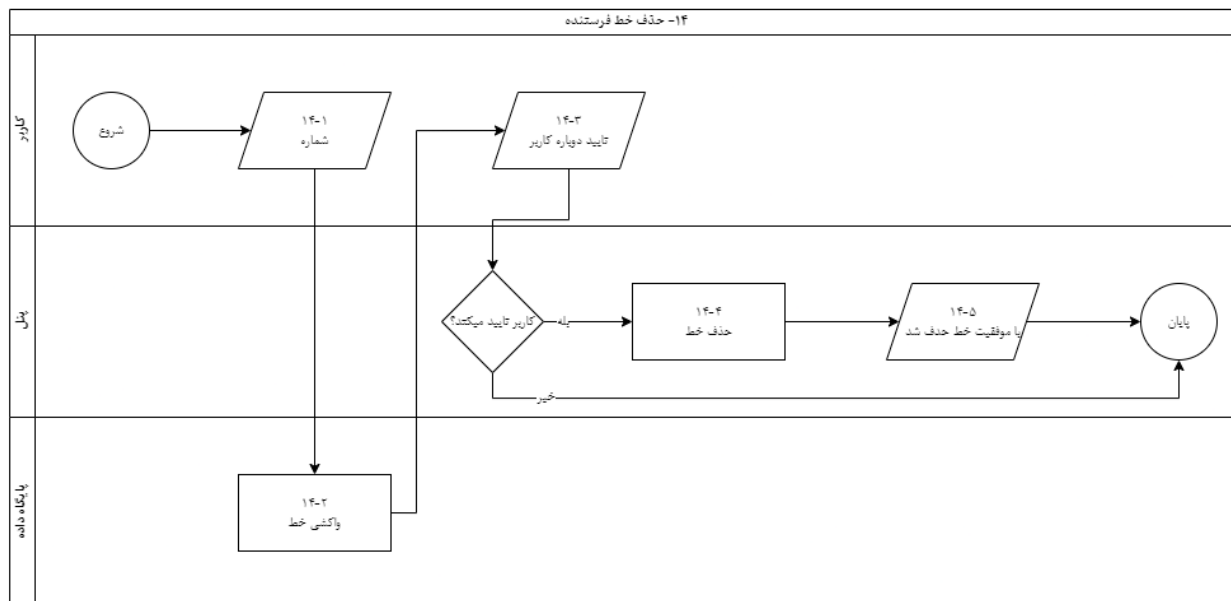 ۱۴- حذف خط فرستنده
کاربر
شروع
۱۴-۱
شماره
۱۴-۳
تایید دوباره کاربر
پنل
کاربر تایید میکند؟
بله
۱۴-۴
حذف خط
۱۴-۵
با موفقیت خط حدف شد
پایان
خیر
پایگاه داده
۱۴-۲
واکشی خط